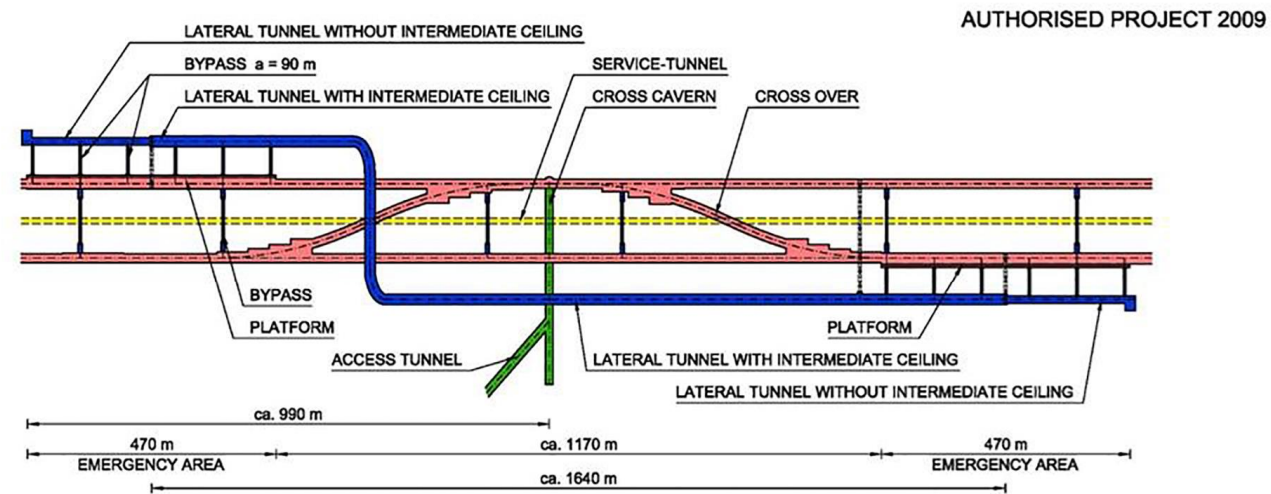 AUTHORISED PROJECT 2009
LATERAL TUNNEL WITHOUT INTERMEDIATE CEILING
BYPASS a = 90 m
SERVICE-TUNNEL
LATERAL TUNNEL WITH INTERMEDIATE CEILING
CROSS CAVERN
CROSS OVER
BYPASS
PLATFORM
PLATFORM
ACCESS TUNNEL
LATERAL TUNNEL WITH INTERMEDIATE CEILING
LATERAL TUNNEL WITHOUT INTERMEDIATE CEILING
ca. 990 m
470 m
ca. 1170 m
470 m
EMERGENCY AREA
EMERGENCY AREA
ca. 1640 m